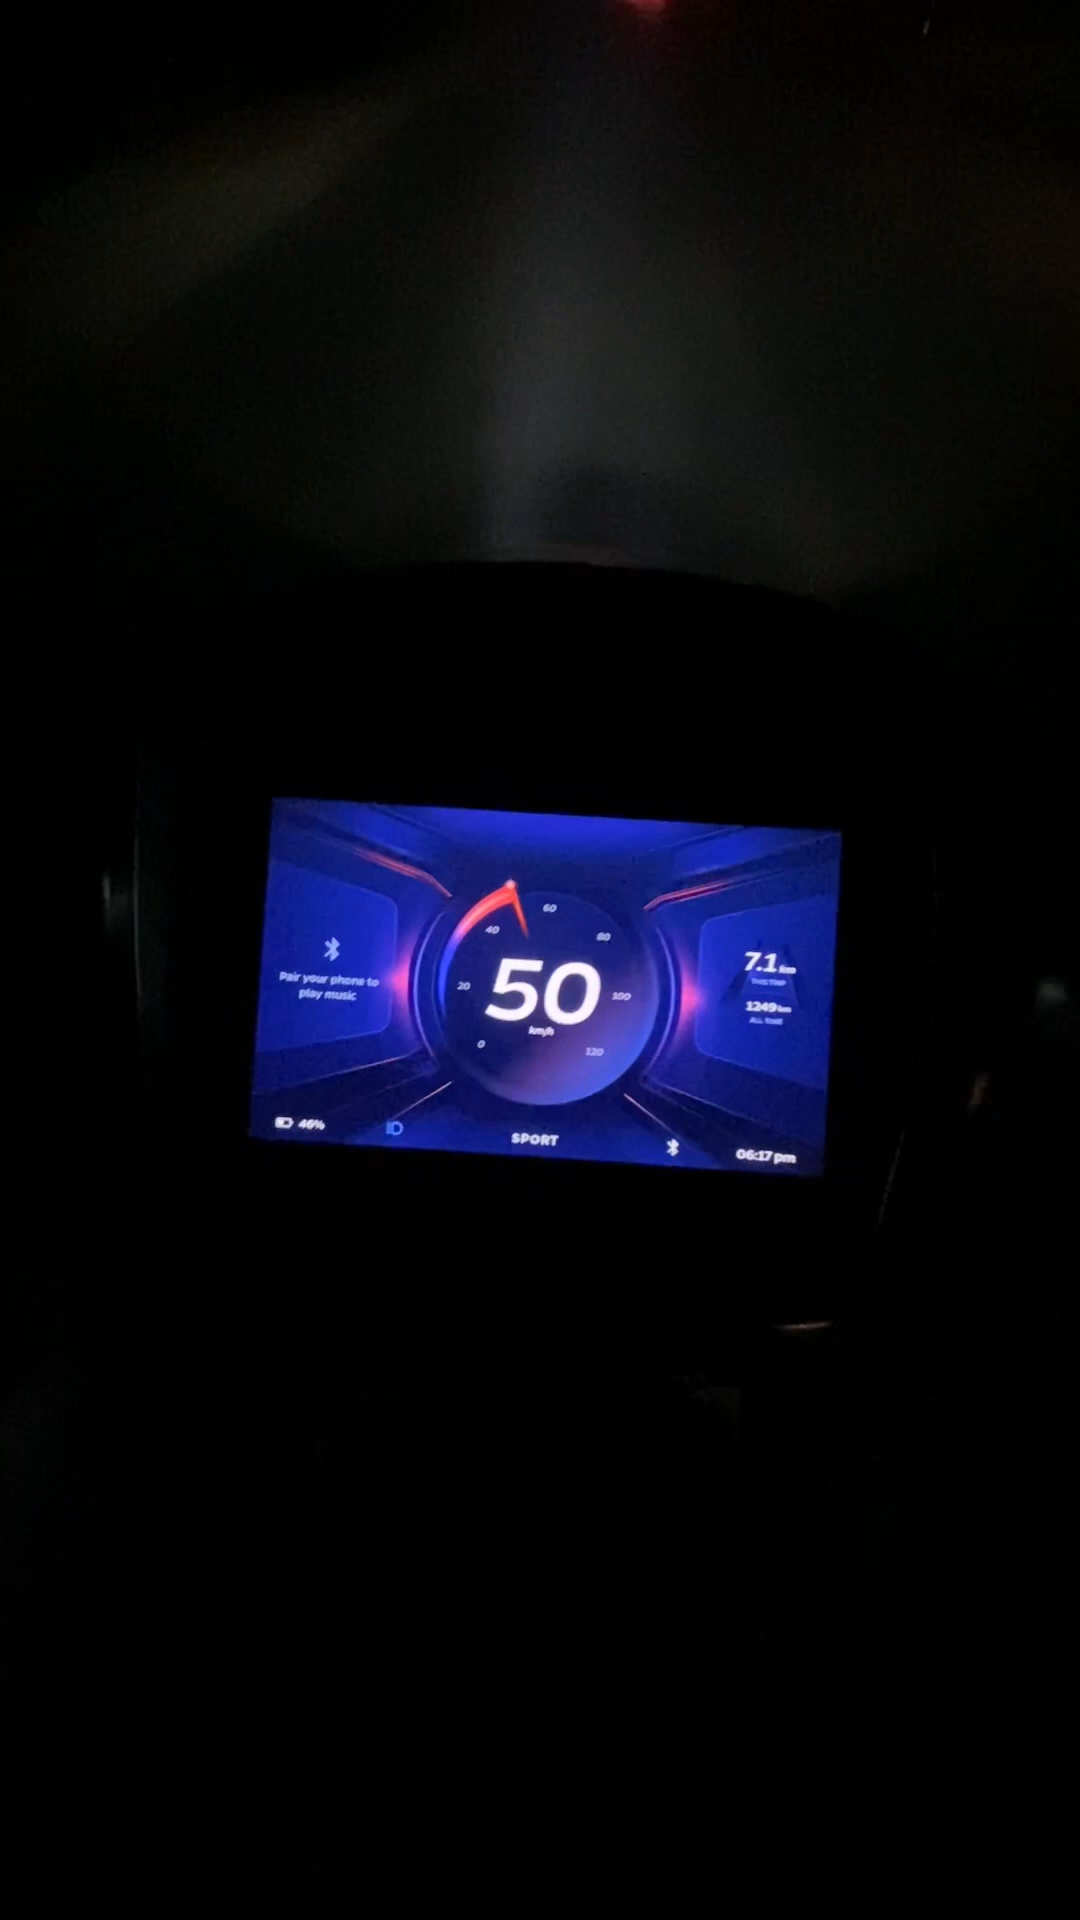 60
40
80
20
50
100
km/h
0
120
Pair your phone to
play music
7.1 km
THIS TRIP
1249 km
ALL TIME
46%
SPORT
06:17 pm